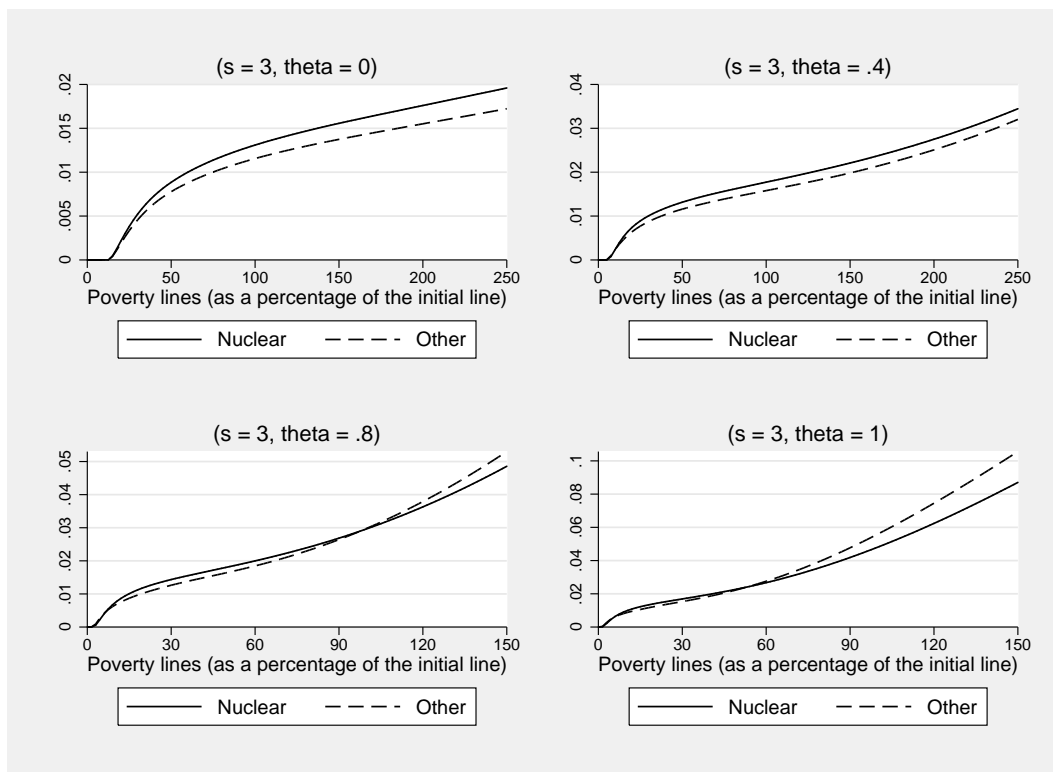 (s = 3, theta = 0)
.02
.015
.01
.005
0
0 50 100 150 200 250
Poverty lines (as a percentage of the initial line)
Nuclear Other
(s = 3, theta = .4)
.04
.03
.02
.01
0
0 50 100 150 200 250
Poverty lines (as a percentage of the initial line)
Nuclear Other
(s = 3, theta = .8)
.05
.04
.03
.02
.01
0
0 30 60 90 120 150
Poverty lines (as a percentage of the initial line)
Nuclear Other
(s = 3, theta = 1)
.1
.08
.06
.04
.02
0
0 30 60 90 120 150
Poverty lines (as a percentage of the initial line)
Nuclear Other